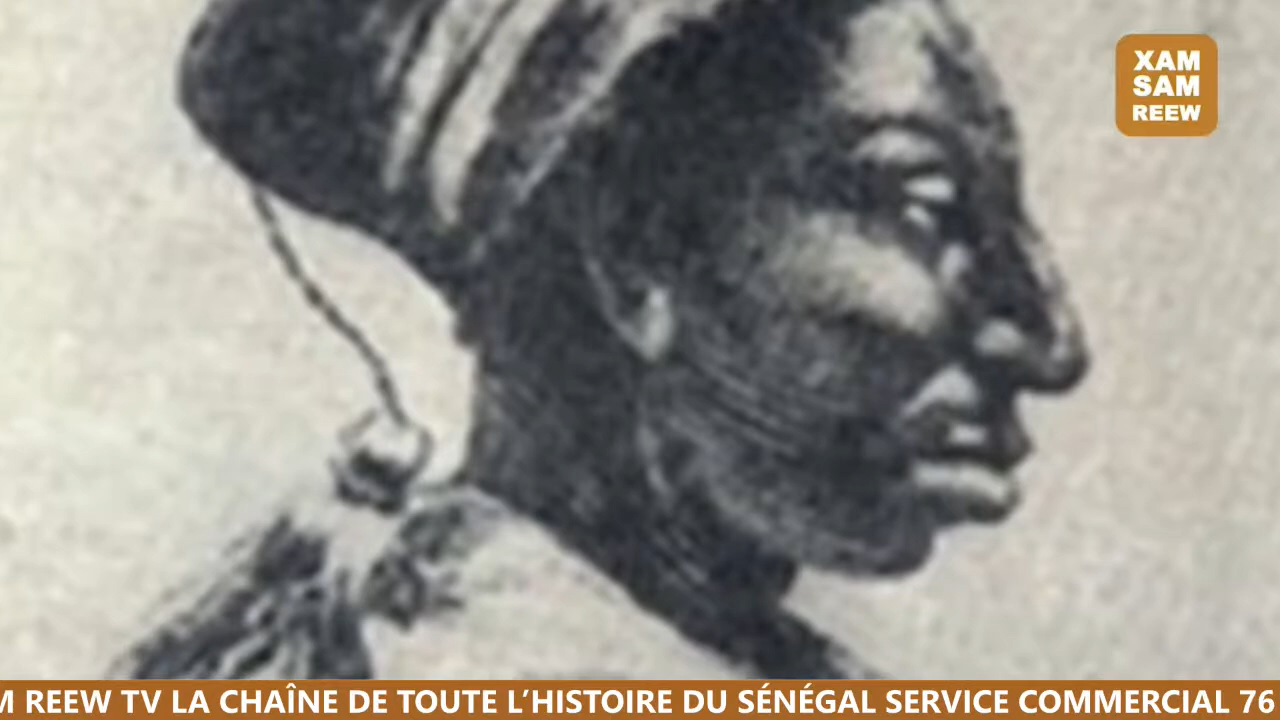 XAM
SAM
REEW
M REEW TV LA CHAÎNE DE TOUTE L’HISTOIRE DU SÉNÉGAL SERVICE COMMERCIAL 76